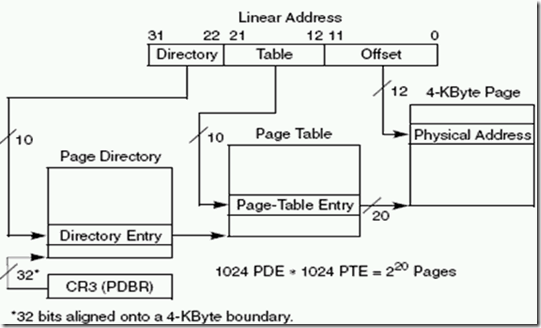 Linear Address
31 22 21 12 11 0
Directory Table Offset
12
4-KByte Page
10
10
Page Table
Physical Address
Page Directory
Page-Table Entry
20
Directory Entry
32*
CR3 (PDBR)
1024 PDE * 1024 PTE = 2²⁰ Pages
*32 bits aligned onto a 4-KByte boundary.